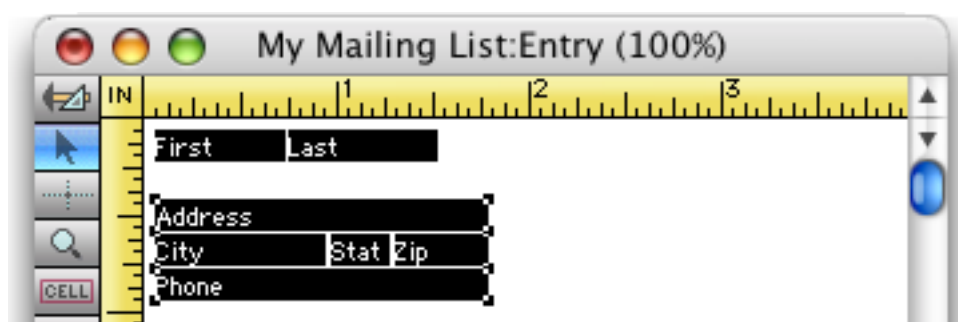 My Mailing List:Entry (100%)
IN 1 2 3
First Last
Address
City Stat Zip
CELL Phone